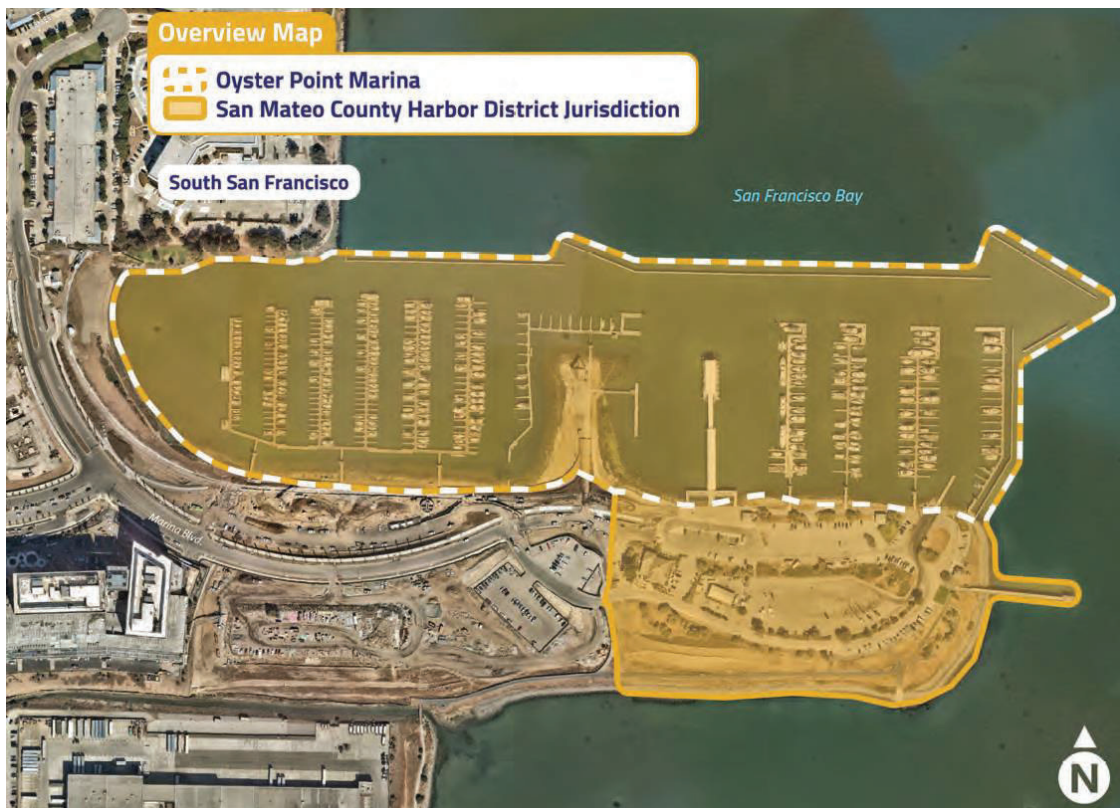 Overview Map
Oyster Point Marina
San Mateo County Harbor District Jurisdiction
South San Francisco
San Francisco Bay
Marina Blvd.
N